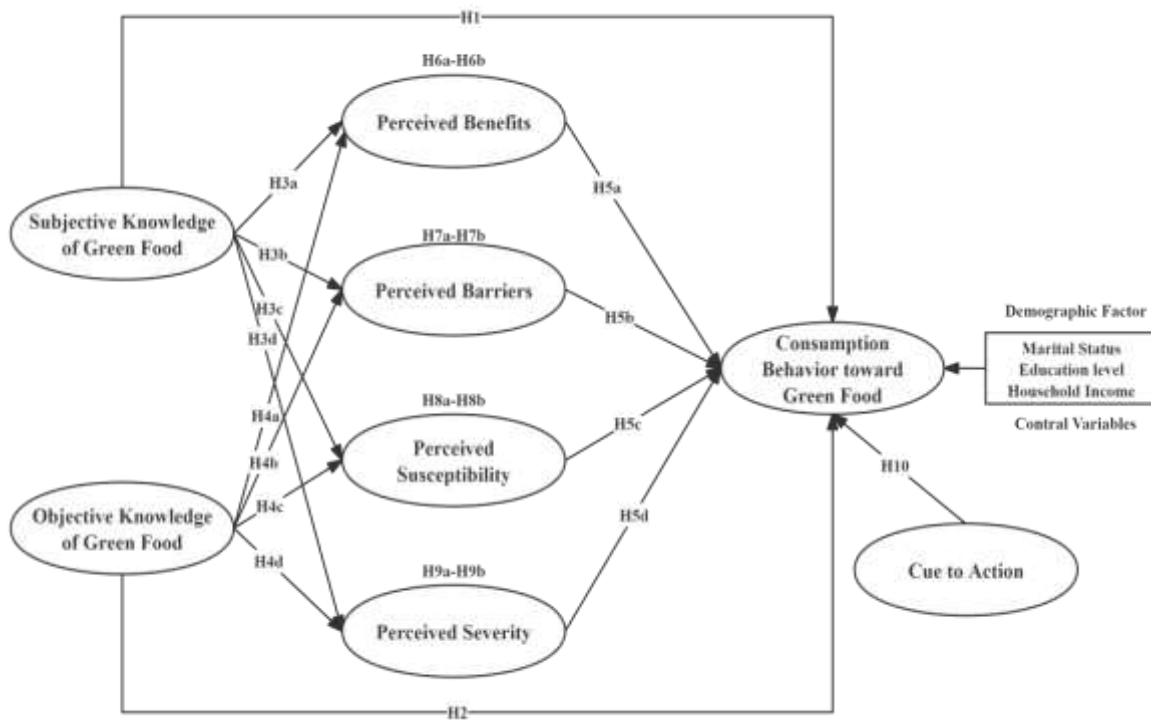 H1
H6a-H6b
Perceived Benefits
H3a
H5a
Subjective Knowledge
of Green Food
H7a-H7b
H3b
Perceived Barriers
H3c
H5b
H3d
Demographic Factor
Consumption
Behavior toward
Green Food
Marital Status
Education level
Household Income
H8a-H8b
H4a
Contral Variables
H5c
Perceived
Susceptibility
H4b
H10
H4c
Objective Knowledge
of Green Food
H5d
H4d
H9a-H9b
Cue to Action
Perceived Severity
H2